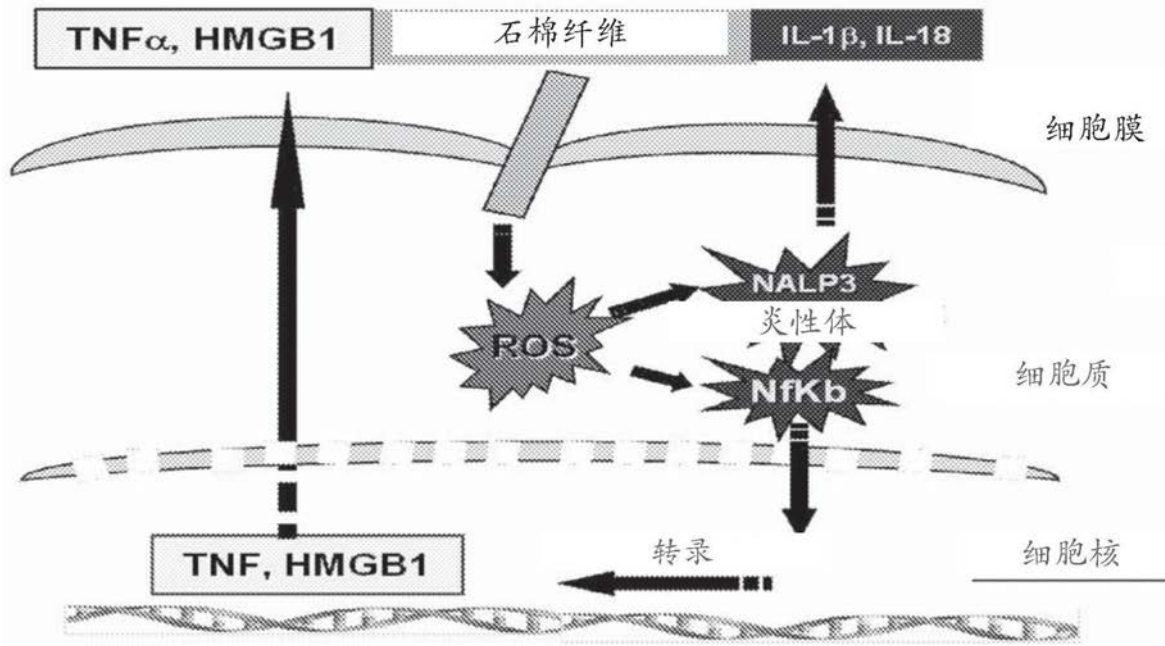 TNFα, HMGB1
石棉纤维
IL-1β, IL-18
细胞膜
NALP3
炎性体
ROS
细胞质
NfKb
转录
细胞核
TNF, HMGB1